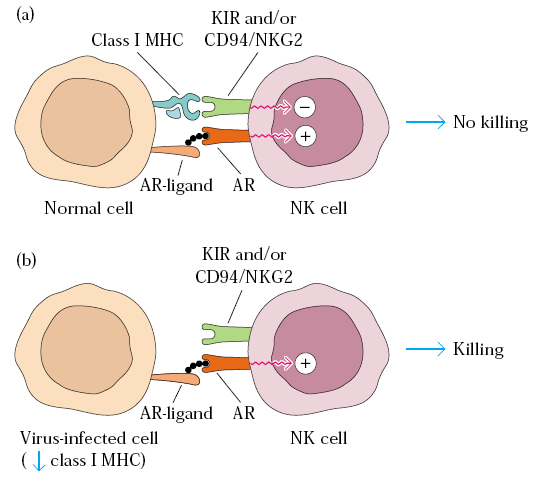 (a)
KIR and/or
Class I MHC CD94/NKG2
−
+
No killing
AR-ligand AR
Normal cell NK cell
(b)
KIR and/or
CD94/NKG2
+
Killing
AR-ligand AR
Virus-infected cell NK cell
( ↓ class I MHC)